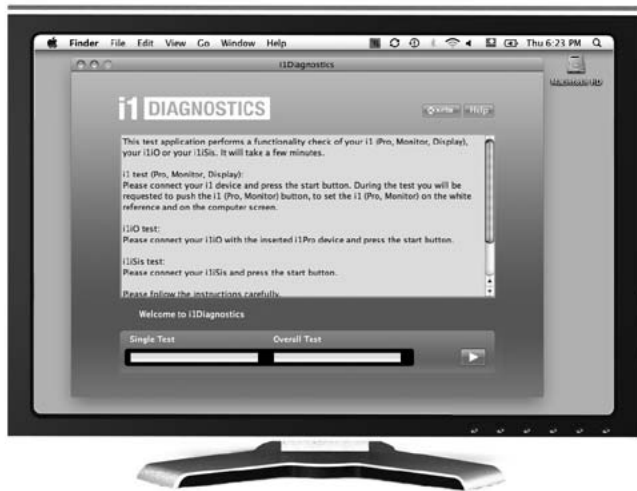 Finder File Edit View Go Window Help Thu 6:23 PM
i1Diagnostics
Macintosh HD
i1 DIAGNOSTICS
Help
This test application performs a functionality check of your i1 (Pro, Monitor, Display),
your i1iO or your i1iSis. It will take a few minutes.
i1 test (Pro, Monitor, Display):
Please connect your i1 device and press the start button. During the test you will be
requested to push the i1 (Pro, Monitor) button, to set the i1 (Pro, Monitor) on the white
reference and on the computer screen.
i1iO test:
Please connect your i1iO with the inserted i1Pro device and press the start button.
i1iSis test:
Please connect your i1iSis and press the start button.
Please follow the instructions carefully.
Welcome to i1Diagnostics
Single Test Overall Test